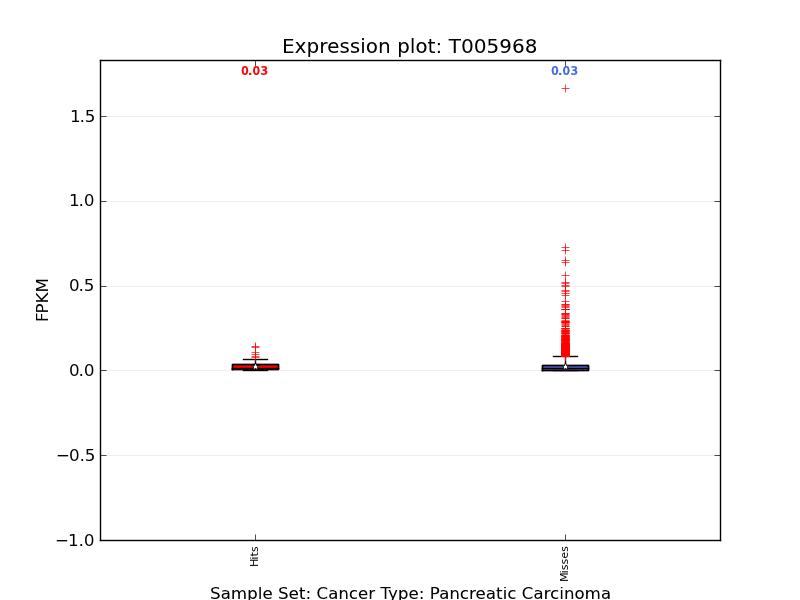 Expression plot: T005968
0.03 0.03
1.5
1.0
0.5
0.0
−0.5
−1.0
FPKM
Hits Misses
Sample Set: Cancer Type: Pancreatic Carcinoma